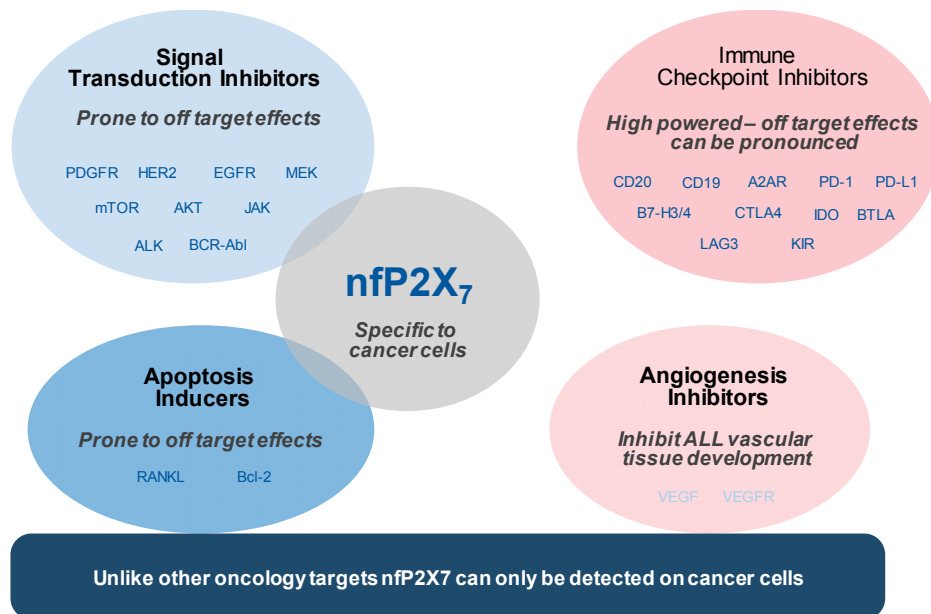 Signal
Transduction Inhibitors
Prone to off target effects
PDGFR HER2 EGFR MEK
mTOR AKT JAK
ALK BCR-Abl
Immune
Checkpoint Inhibitors
High powered – off target effects
can be pronounced
CD20 CD19 A2AR PD-1 PD-L1
B7-H3/4 CTLA4 IDO BTLA
LAG3 KIR
nfP2X₇
Specific to
cancer cells
Apoptosis
Inducers
Prone to off target effects
RANKL Bcl-2
Angiogenesis
Inhibitors
Inhibit ALL vascular
tissue development
VEGF VEGFR
Unlike other oncology targets nfP2X7 can only be detected on cancer cells